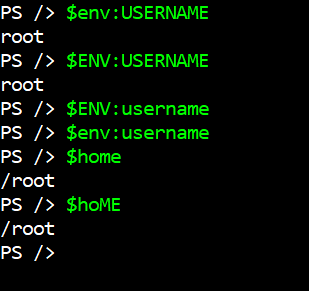 PS /> $env:USERNAME
root
PS /> $ENV:USERNAME
root
PS /> $ENV:username
PS /> $env:username
PS /> $home
/root
PS /> $hoME
/root
PS />